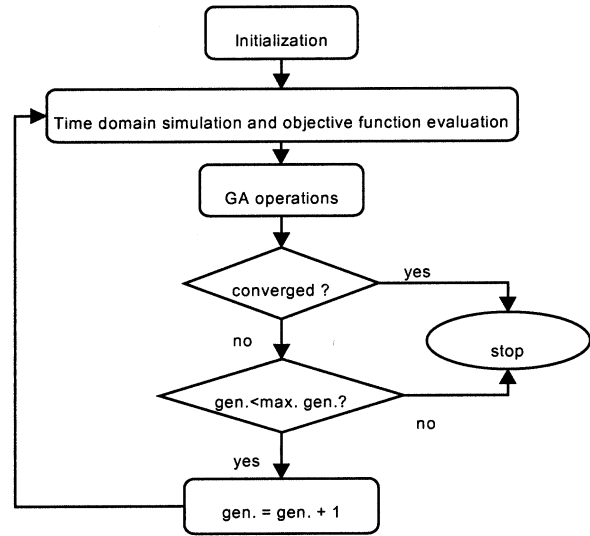 Initialization
Time domain simulation and objective function evaluation
GA operations
converged ?
yes
no
stop
gen.<max. gen.?
no
yes
gen. = gen. + 1